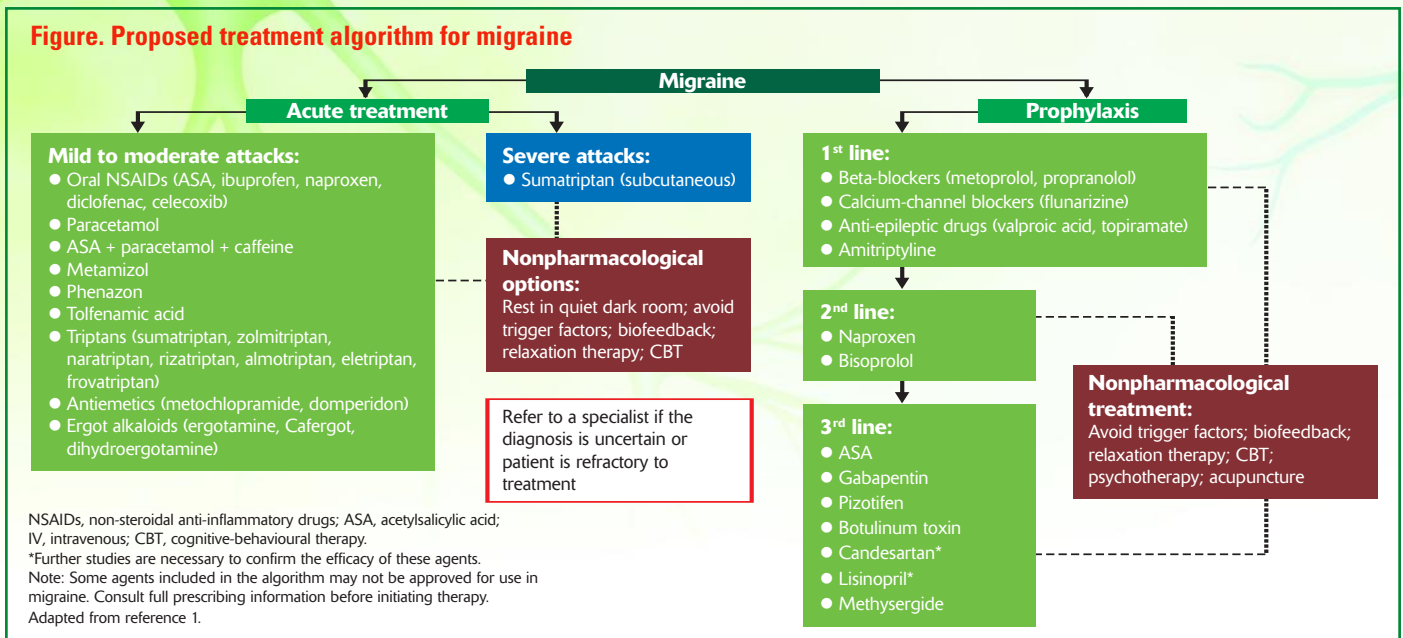 Figure. Proposed treatment algorithm for migraine
Migraine
Acute treatment
Mild to moderate attacks:
● Oral NSAIDs (ASA, ibuprofen, naproxen,
diclofenac, celecoxib)
● Paracetamol
● ASA + paracetamol + caffeine
● Metamizol
● Phenazon
● Tolfenamic acid
● Triptans (sumatriptan, zolmitriptan,
naratriptan, rizatriptan, almotriptan, eletriptan,
frovatriptan)
● Antiemetics (metochlopramide, domperidon)
● Ergot alkaloids (ergotamine, Cafergot,
dihydroergotamine)
Severe attacks:
● Sumatriptan (subcutaneous)
Nonpharmacological
options:
Rest in quiet dark room; avoid
trigger factors; biofeedback;
relaxation therapy; CBT
Refer to a specialist if the
diagnosis is uncertain or
patient is refractory to
treatment
Prophylaxis
1st line:
● Beta-blockers (metoprolol, propranolol)
● Calcium-channel blockers (flunarizine)
● Anti-epileptic drugs (valproic acid, topiramate)
● Amitriptyline
2nd line:
● Naproxen
● Bisoprolol
3rd line:
● ASA
● Gabapentin
● Pizotifen
● Botulinum toxin
● Candesartan*
● Lisinopril*
● Methysergide
Nonpharmacological
treatment:
Avoid trigger factors; biofeedback;
relaxation therapy; CBT;
psychotherapy; acupuncture
NSAIDs, non-steroidal anti-inflammatory drugs; ASA, acetylsalicylic acid;
IV, intravenous; CBT, cognitive-behavioural therapy.
*Further studies are necessary to confirm the efficacy of these agents.
Note: Some agents included in the algorithm may not be approved for use in
migraine. Consult full prescribing information before initiating therapy.
Adapted from reference 1.